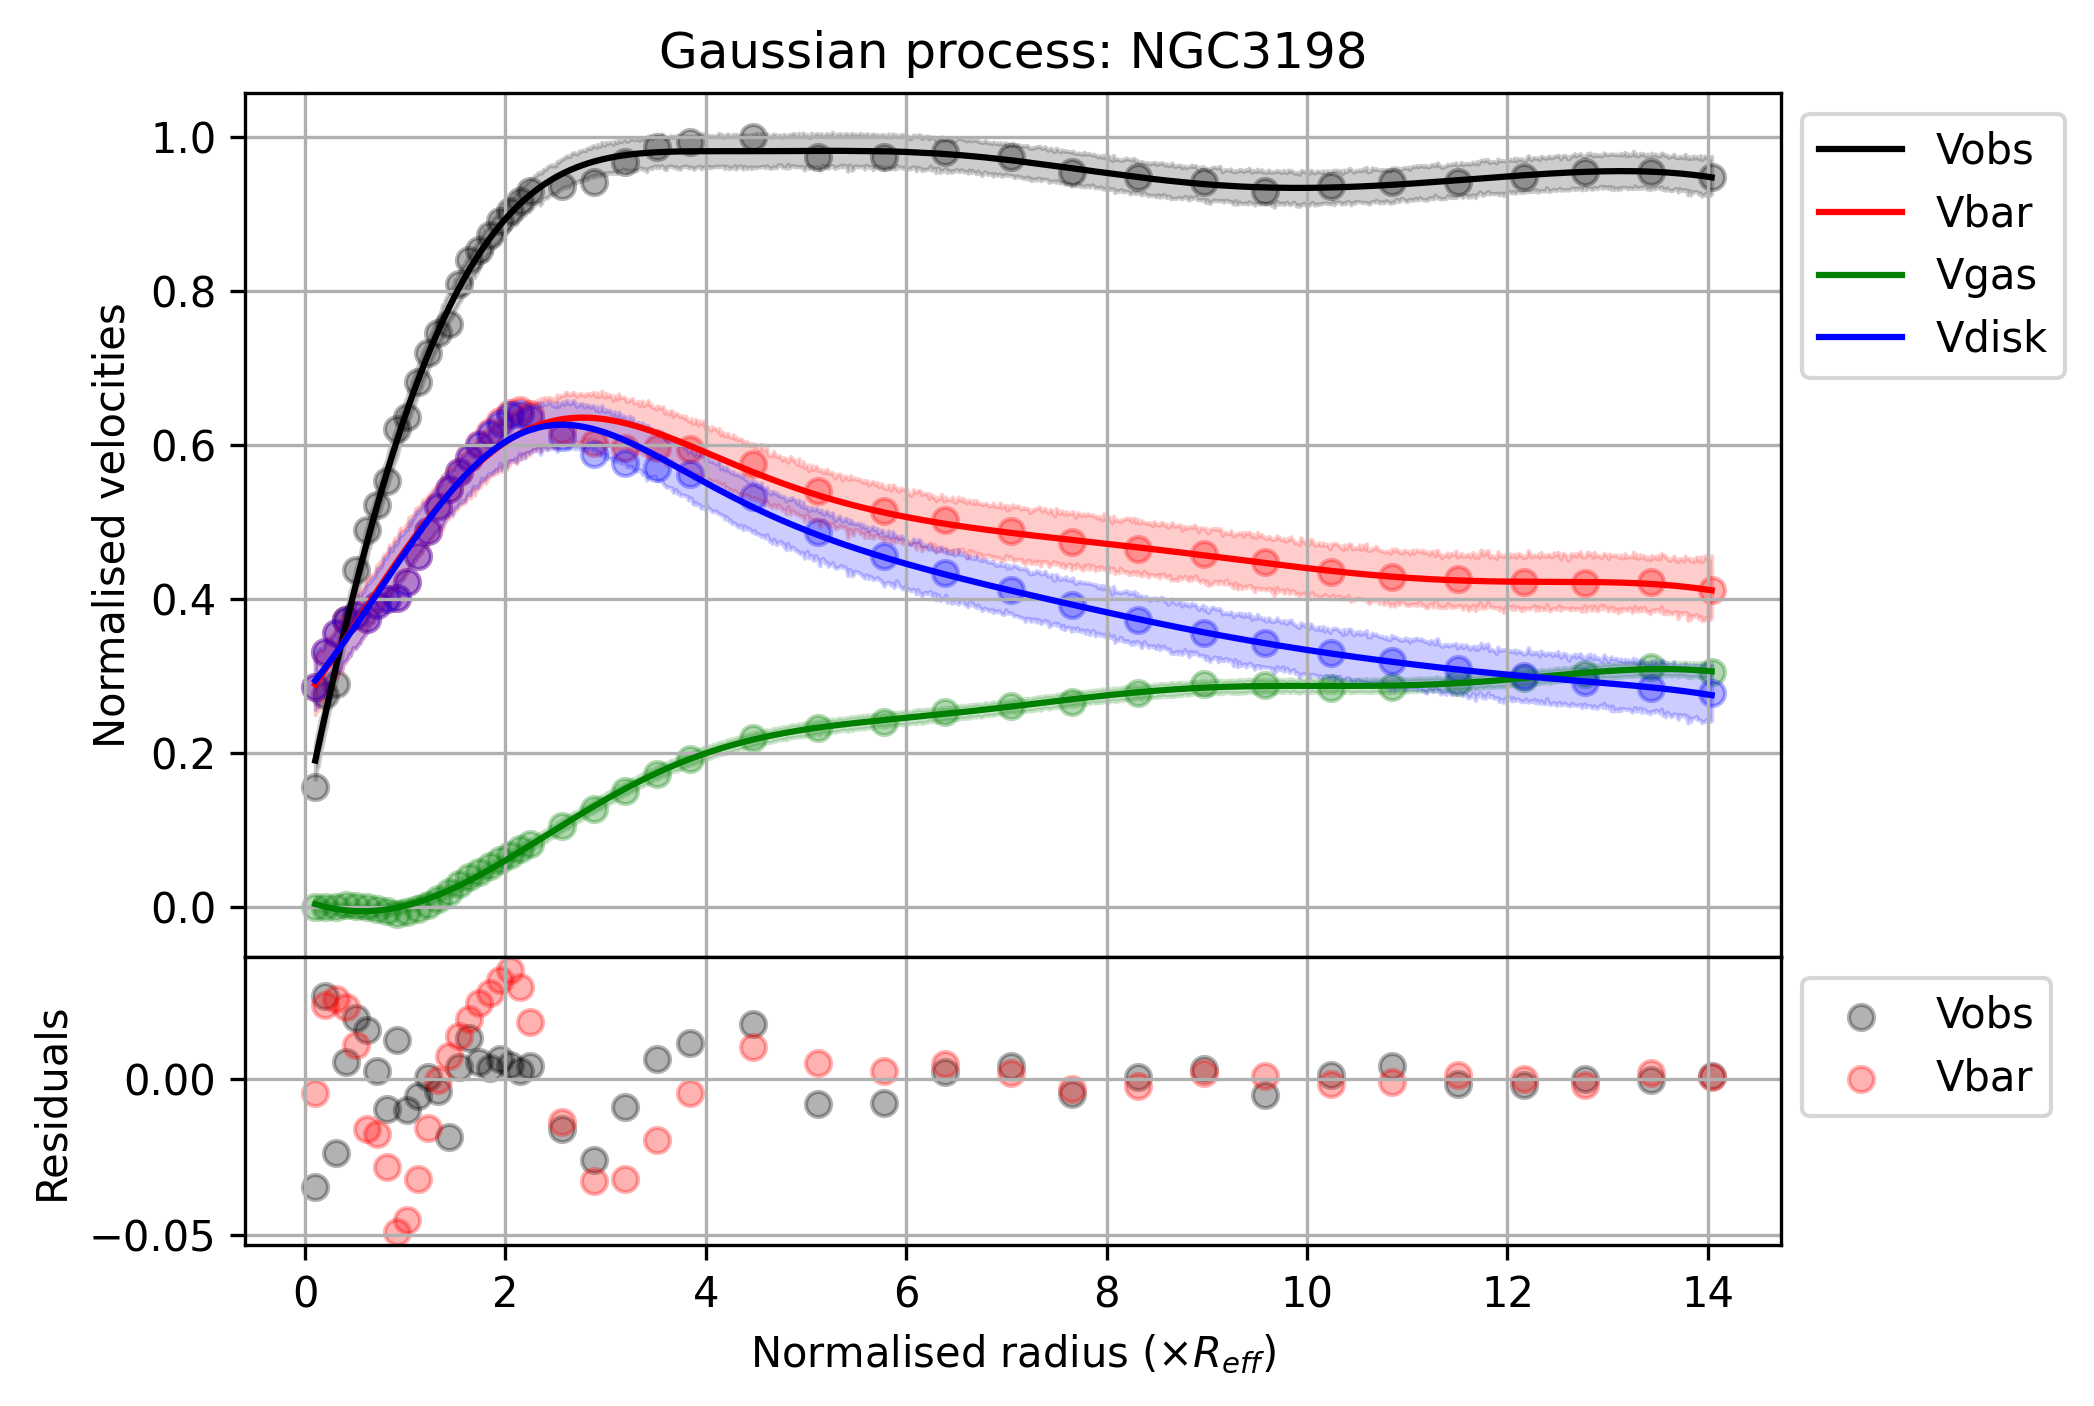 Gaussian process: NGC3198
1.0
0.8
0.6
0.4
0.2
0.0
Normalised velocities
Vobs
Vbar
Vgas
Vdisk
0.00
−0.05
Residuals
Vobs
Vbar
0 2 4 6 8 10 12 14
Normalised radius (×R_eff)